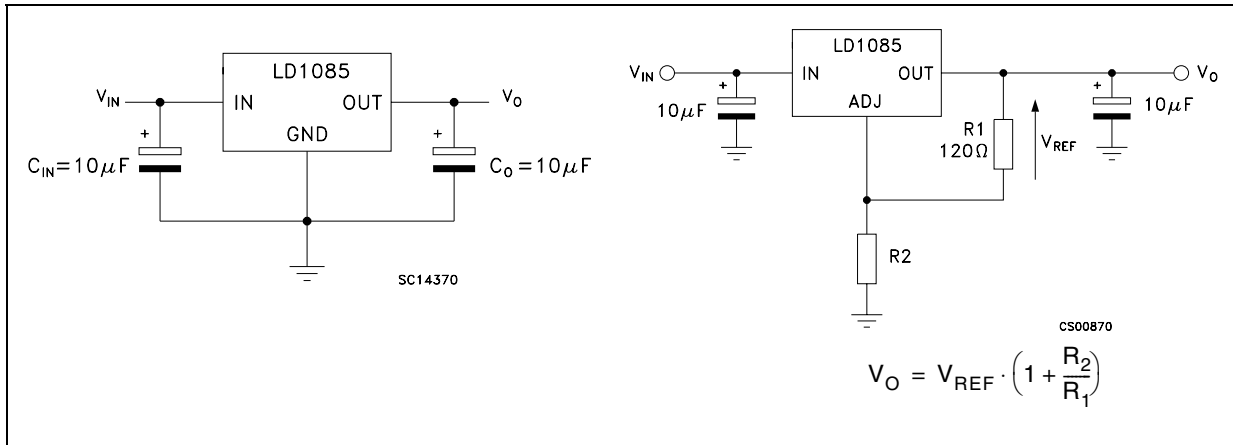 LD1085
V_IN
IN
OUT
V_O
GND
+
+
C_IN=10μF
C_O=10μF
SC14370
LD1085
V_IN
IN
OUT
V_O
ADJ
+
10μF
+
10μF
R1
120Ω
V_REF
R2
CS00870
V_O = V_REF · (1 + R_2/R_1)